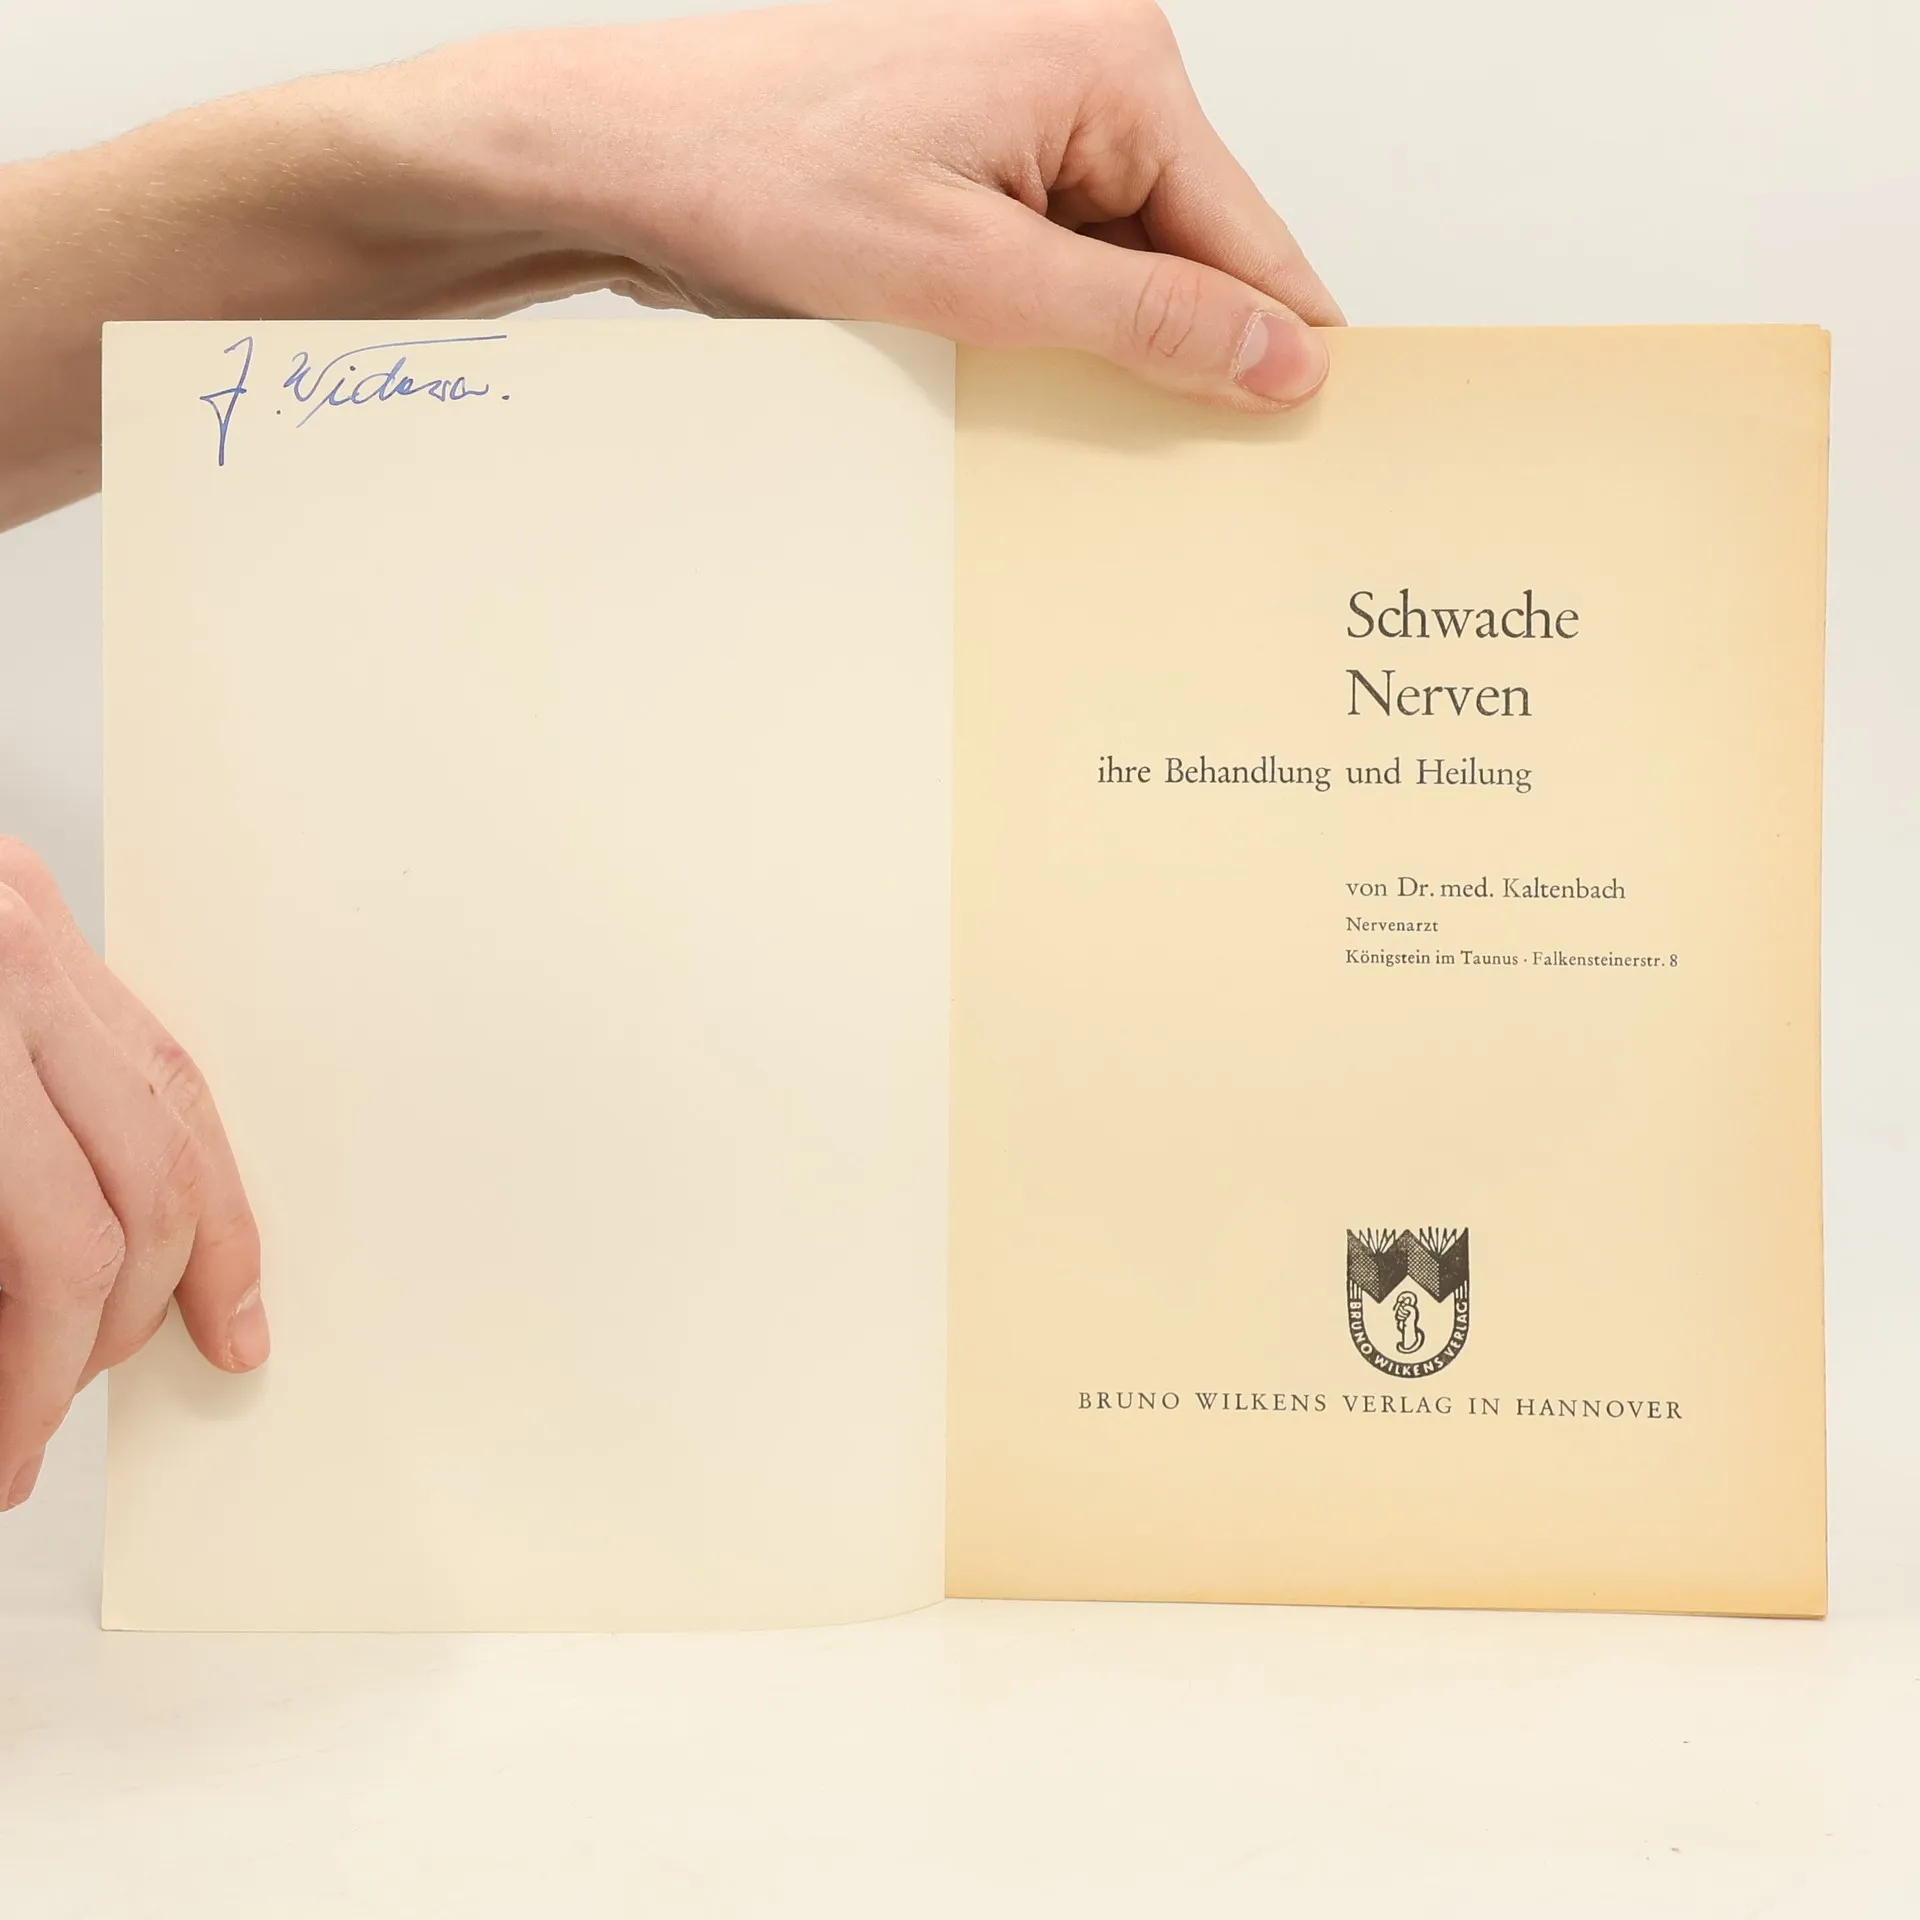 J.
Schwache
Nerven
ihre Behandlung und Heilung
von Dr. med. Kaltenbach
Nervenarzt
Königstein im Taunus · Falkensteinerstr. 8
BRUNO WILKENS VERLAG
BRUNO WILKENS VERLAG IN HANNOVER